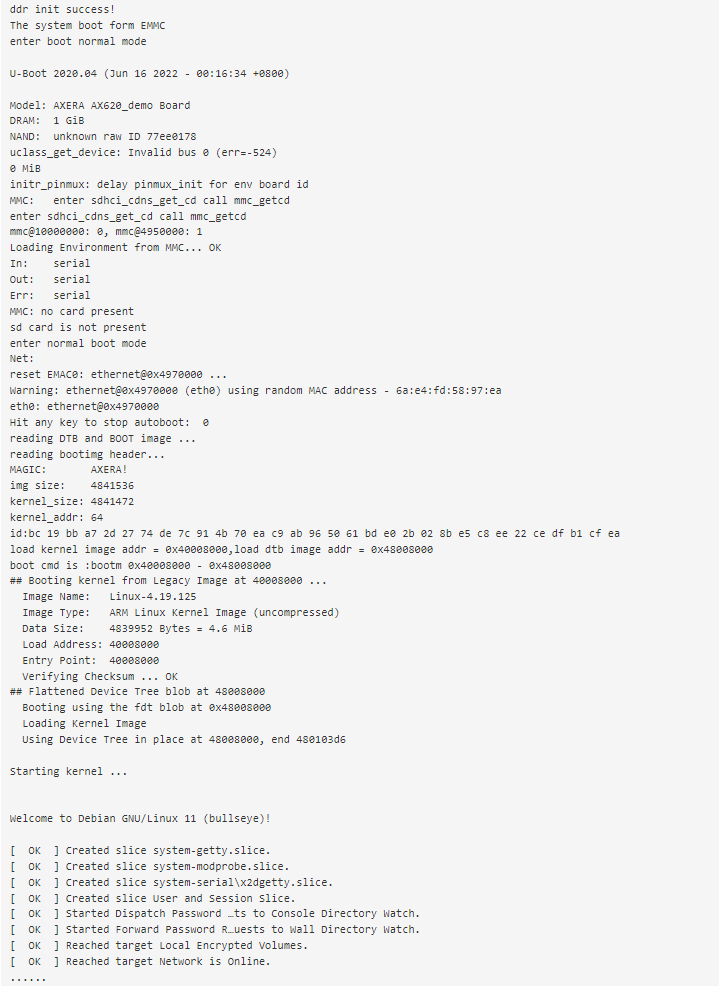 ddr init success!
The system boot form EMMC
enter boot normal mode
U-Boot 2020.04 (Jun 16 2022 - 00:16:34 +0800)
Model: AXERA AX620_demo Board
DRAM:  1 GiB
NAND:  unknown raw ID 77ee0178
uclass_get_device: Invalid bus 0 (err=-524)
0 MiB
initr_pinmux: delay pinmux_init for env board id
MMC:   enter sdhci_cdns_get_cd call mmc_getcd
enter sdhci_cdns_get_cd call mmc_getcd
mmc@10000000: 0, mmc@4950000: 1
Loading Environment from MMC... OK
In:    serial
Out:   serial
Err:   serial
MMC: no card present
sd card is not present
enter normal boot mode
Net:
reset EMAC0: ethernet@0x4970000 ...
Warning: ethernet@0x4970000 (eth0) using random MAC address - 6a:e4:fd:58:97:ea
eth0: ethernet@0x4970000
Hit any key to stop autoboot:  0
reading DTB and BOOT image ...
reading bootimg header...
MAGIC:       AXERA!
img size:    4841536
kernel_size: 4841472
kernel_addr: 64
id:bc 19 bb a7 2d 27 74 de 7c 91 4b 70 ea c9 ab 96 50 61 bd e0 2b 02 8b e5 c8 ee 22 ce df b1 cf ea
load kernel image addr = 0x40008000,load dtb image addr = 0x48008000
boot cmd is :bootm 0x40008000 - 0x48008000
## Booting kernel from Legacy Image at 40008000 ...
  Image Name:   Linux-4.19.125
  Image Type:   ARM Linux Kernel Image (uncompressed)
  Data Size:    4839952 Bytes = 4.6 MiB
  Load Address: 40008000
  Entry Point:  40008000
  Verifying Checksum ... OK
## Flattened Device Tree blob at 48008000
  Booting using the fdt blob at 0x48008000
  Loading Kernel Image
  Using Device Tree in place at 48008000, end 480103d6
Starting kernel ...
Welcome to Debian GNU/Linux 11 (bullseye)!
[  OK  ] Created slice system-getty.slice.
[  OK  ] Created slice system-modprobe.slice.
[  OK  ] Created slice system-serial\x2dgetty.slice.
[  OK  ] Created slice User and Session Slice.
[  OK  ] Started Dispatch Password …ts to Console Directory Watch.
[  OK  ] Started Forward Password R…uests to Wall Directory Watch.
[  OK  ] Reached target Local Encrypted Volumes.
[  OK  ] Reached target Network is Online.
......